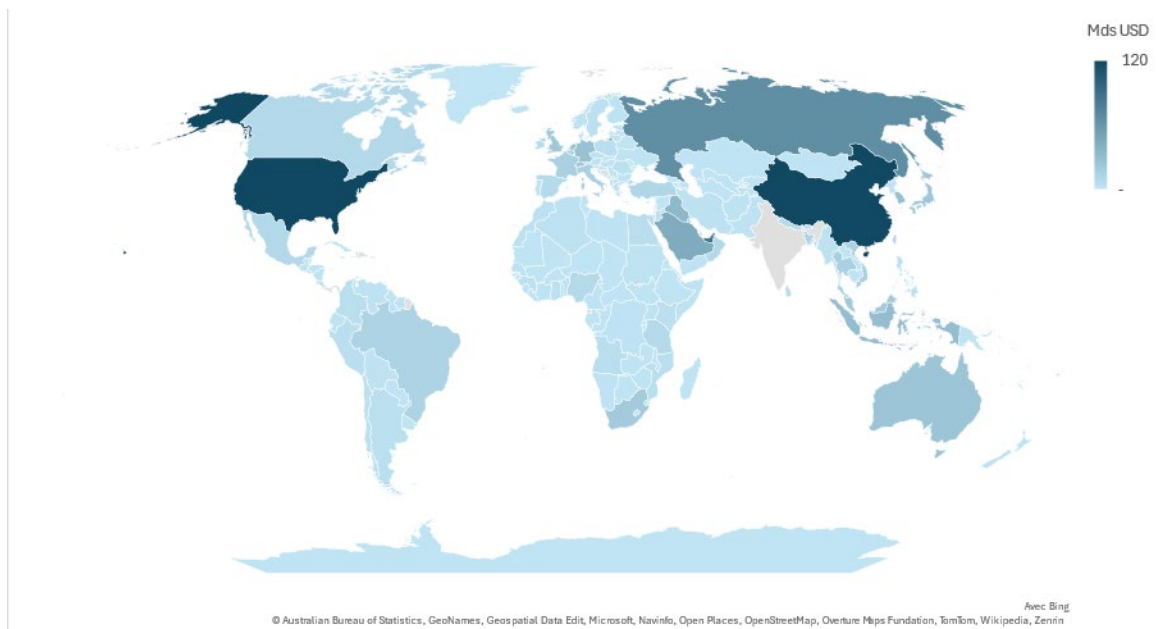 Mds USD
120
-
Avec Bing
© Australian Bureau of Statistics, GeoNames, Geospatial Data Edit, Microsoft, Navinfo, Open Places, OpenStreetMap, Overture Maps Fundation, TomTom, Wikipedia, Zenrin